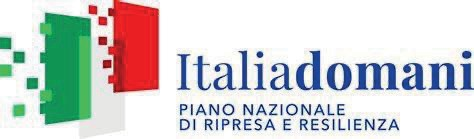 Italiadomani
PIANO NAZIONALE
DI RIPRESA E RESILIENZA